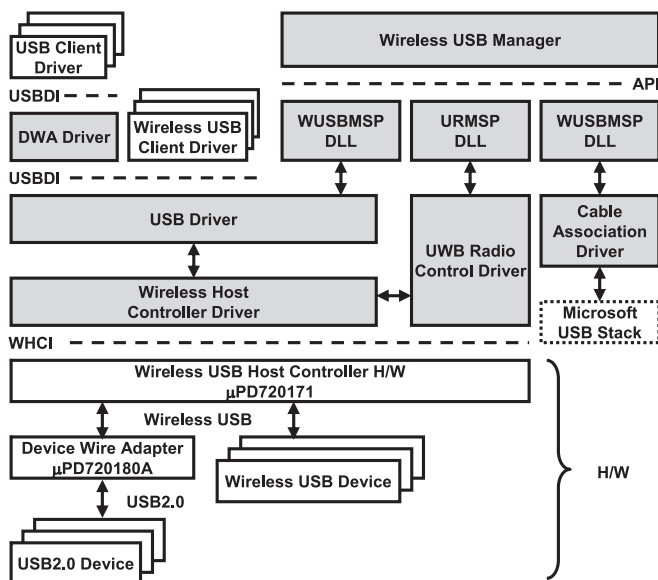 USB Client
Driver
Wireless USB Manager
USBDI
API
DWA Driver
Wireless USB
Client Driver
WUSBMSP
DLL
URMSP
DLL
WUSBMSP
DLL
USBDI
USB Driver
UWB Radio
Control Driver
Cable
Association
Driver
Wireless Host
Controller Driver
Microsoft
USB Stack
WHCI
Wireless USB Host Controller H/W
µPD720171
Wireless USB
Device Wire Adapter
µPD720180A
Wireless USB Device
H/W
USB2.0
USB2.0 Device